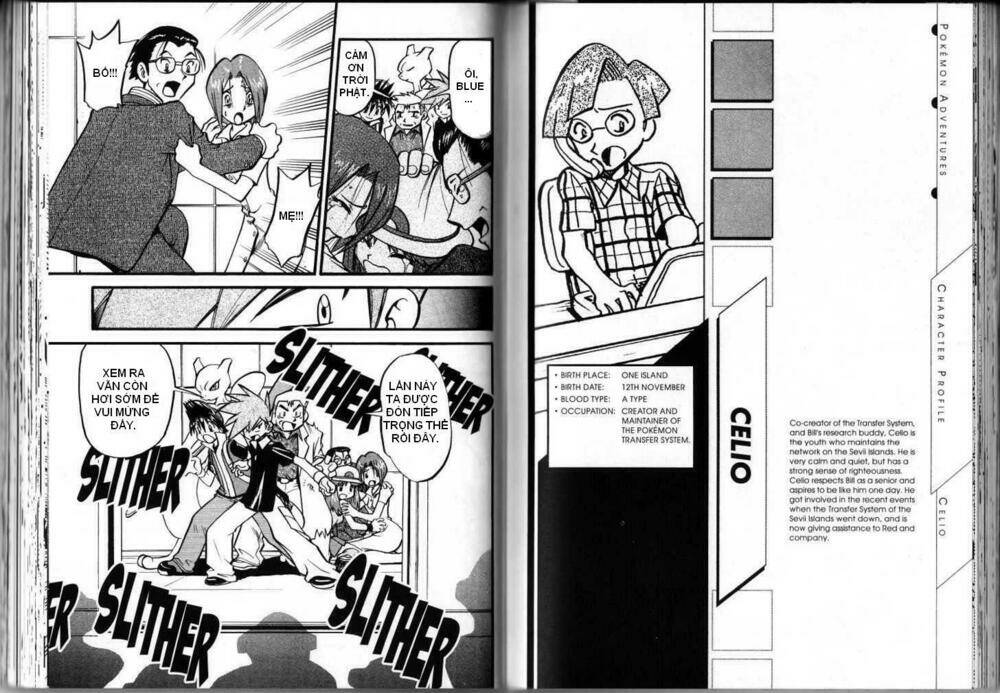 BỐ!!!
MẸ!!!
CẢM
ƠN
TRỜI
PHẬT.
ÔI,
BLUE
...
XEM RA
VẪN CÒN
HƠI SỚM ĐỂ
VUI MỪNG
ĐẤY.
LẦN NÀY
TA ĐƯỢC
ĐÓN TIẾP
TRỌNG THỂ
RỒI ĐÂY.
SLITHER
SLITHER
SLITHER
SLITHER
SLITHER
ER
• BIRTH PLACE: ONE ISLAND
• BIRTH DATE: 12TH NOVEMBER
• BLOOD TYPE: A TYPE
• OCCUPATION: CREATOR AND
MAINTAINER OF
THE POKÉMON
TRANSFER SYSTEM.
CELIO
Co-creator of the Transfer System,
and Bill's research buddy, Celio is
the youth who maintains the
network on the Sevii Islands. He is
very calm and quiet, but has a
strong sense of righteousness.
Celio respects Bill as a senior and
aspires to be like him one day. He
got involved in the recent events
when the Transfer System of the
Sevii Islands went down, and is
now giving assistance to Red and
company.
POKÉMON ADVENTURES
CHARACTER PROFILE
CELIO